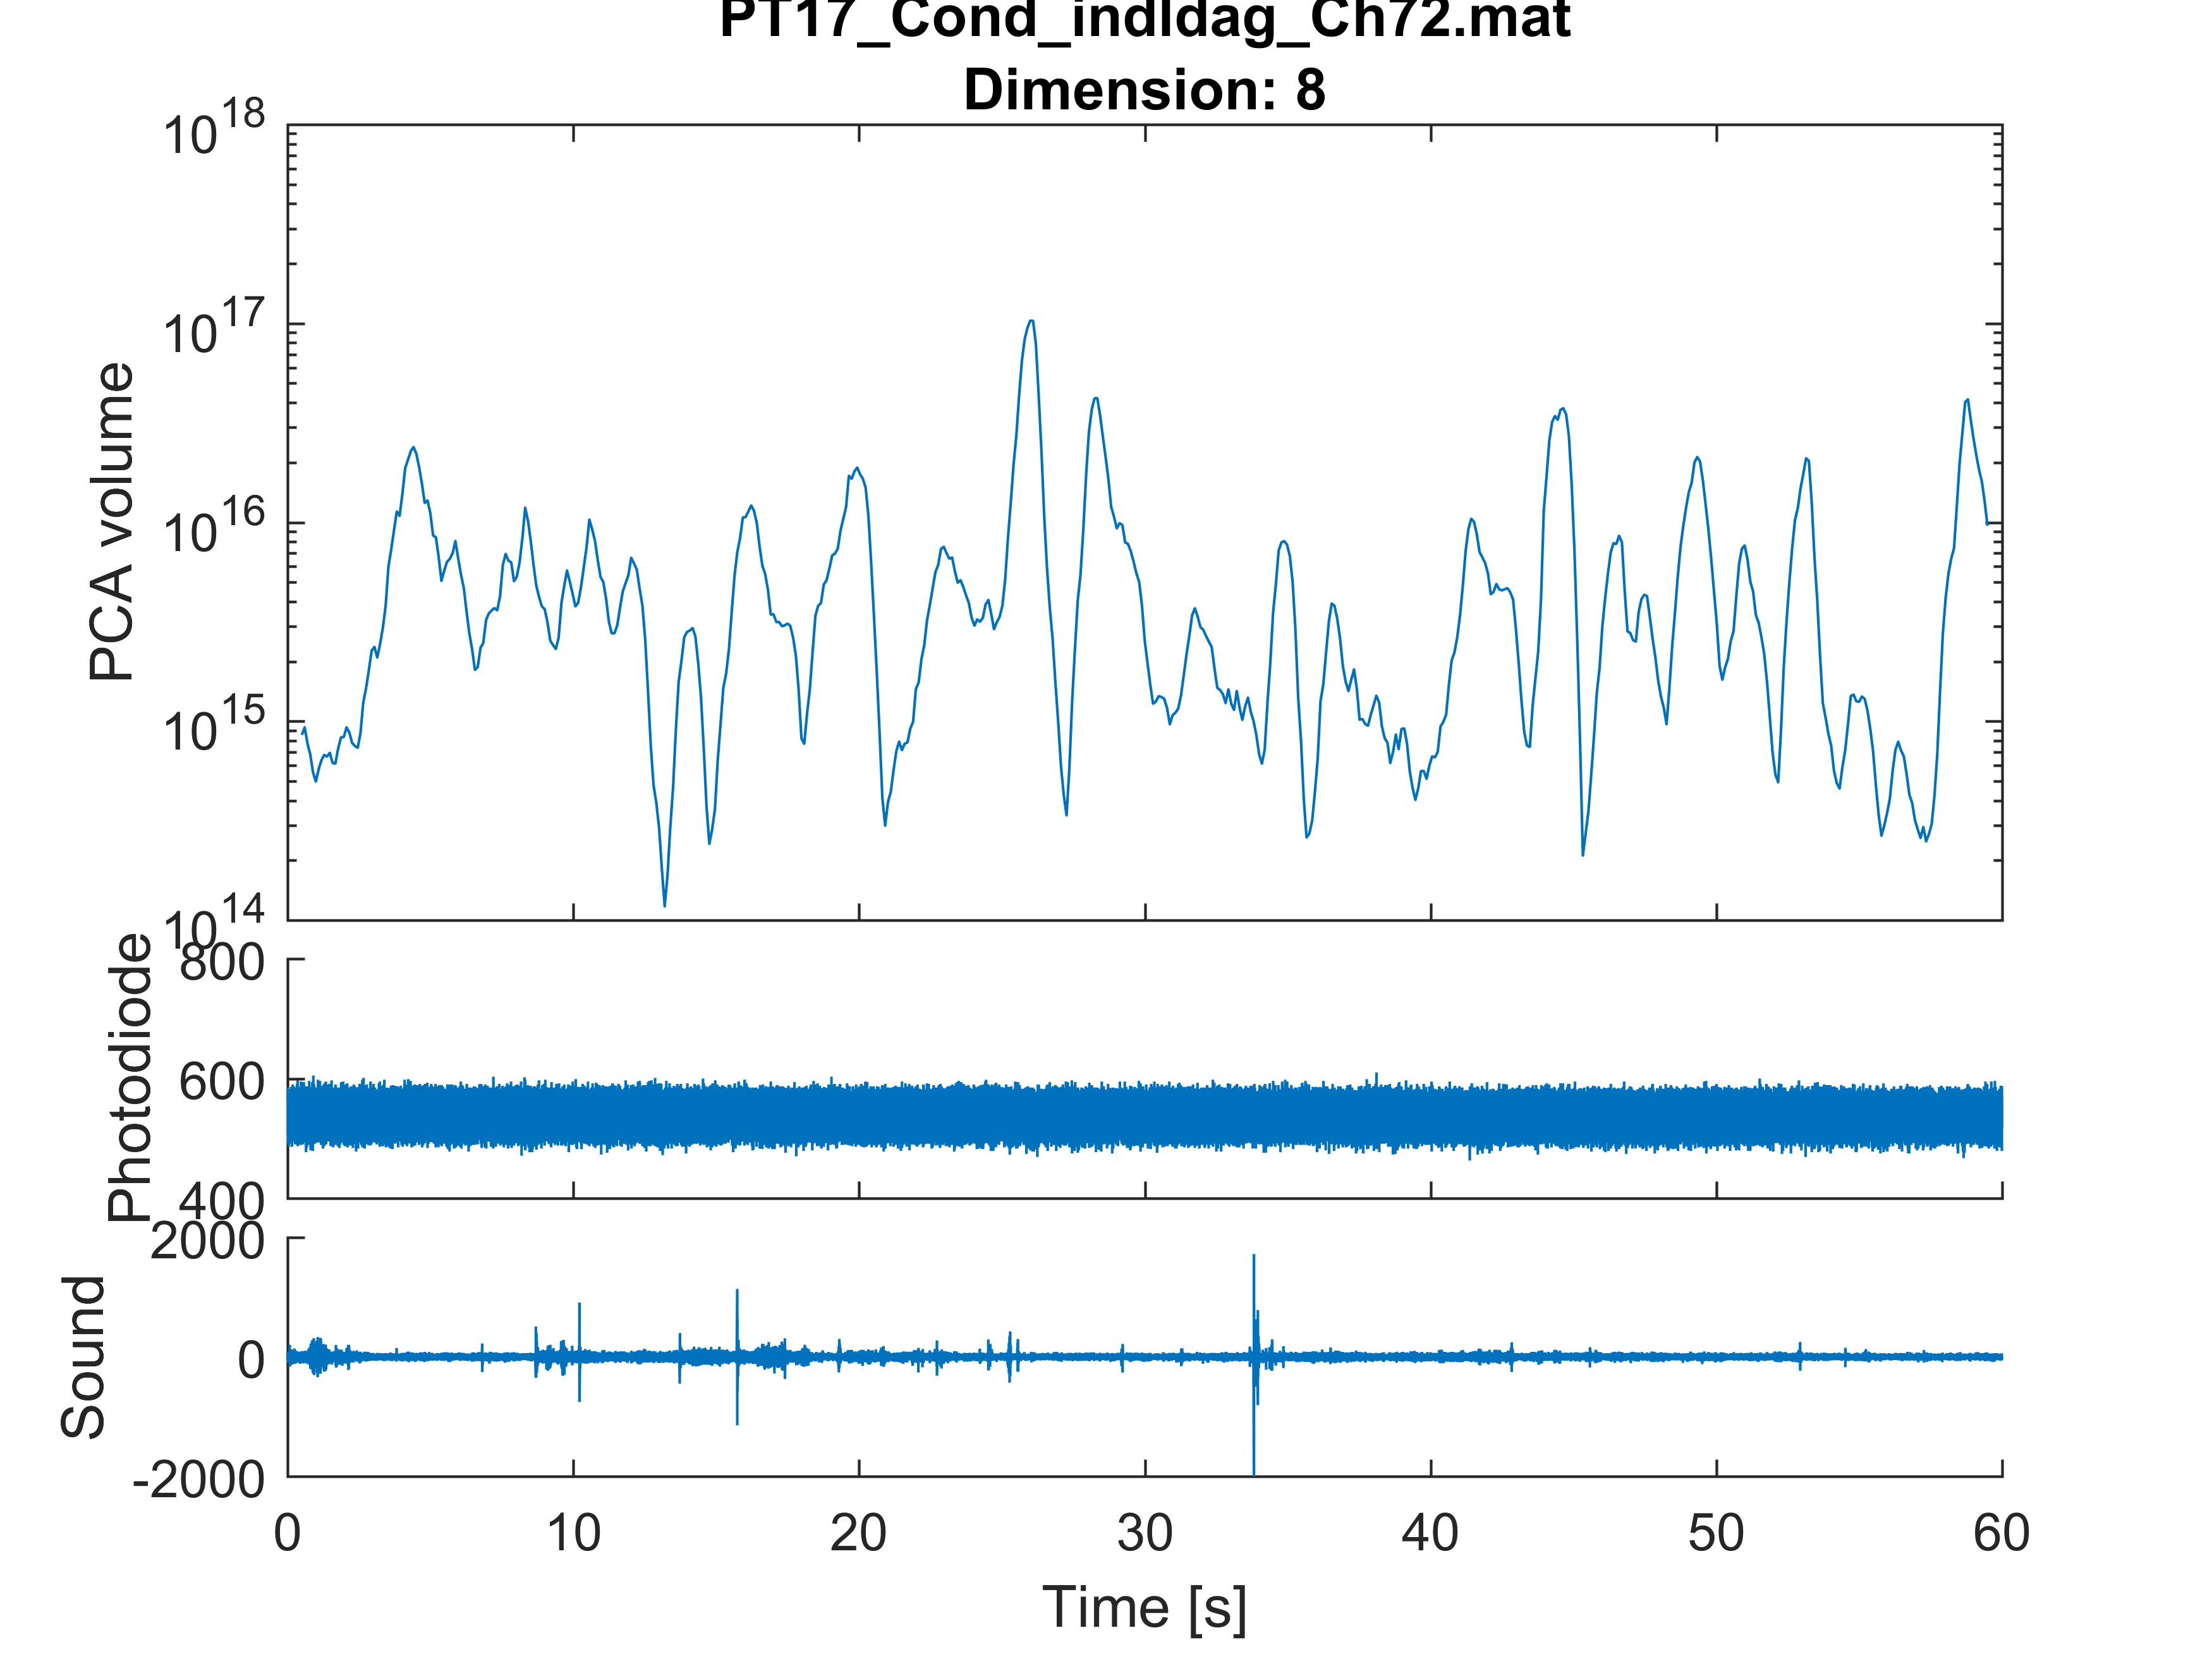 PT17_Cond_indIdag_Ch72.mat
Dimension: 8
10^18
10^17
10^16
10^15
10^14
PCA volume
800
600
400
Photodiode
2000
0
-2000
Sound
0 10 20 30 40 50 60
Time [s]